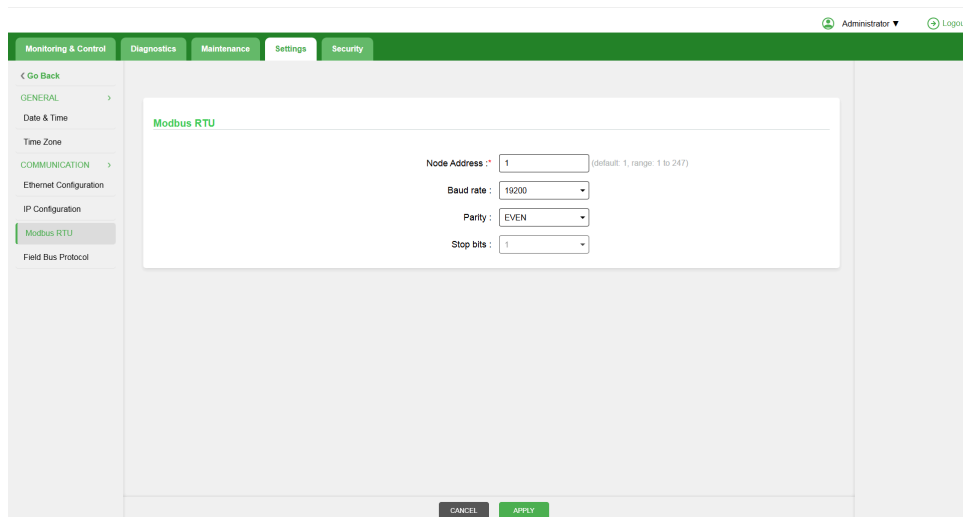 Administrator ▼ Logou
Monitoring & Control Diagnostics Maintenance Settings Security
Go Back
GENERAL
Date & Time
Time Zone
COMMUNICATION
Ethernet Configuration
IP Configuration
Modbus RTU
Field Bus Protocol
Modbus RTU
Node Address :* 1 (default: 1, range: 1 to 247)
Baud rate : 19200
Parity : EVEN
Stop bits : 1
CANCEL APPLY